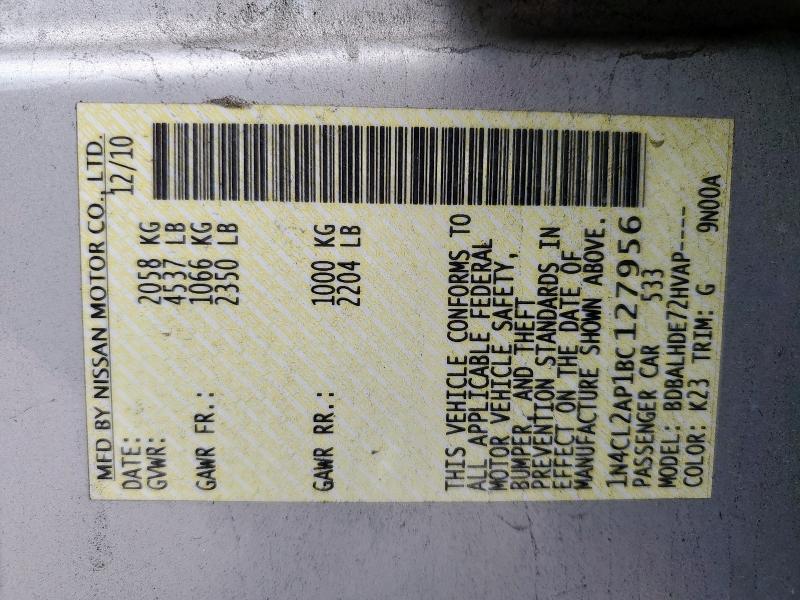 MFD BY NISSAN MOTOR CO., LTD.
DATE: 12/10
GVWR: 2058 KG
4537 LB
GAWR FR.: 1066 KG
2350 LB
GAWR RR.: 1000 KG
2204 LB
THIS VEHICLE CONFORMS TO
ALL APPLICABLE FEDERAL
MOTOR VEHICLE SAFETY,
BUMPER, AND THEFT
PREVENTION STANDARDS IN
EFFECT ON THE DATE OF
MANUFACTURE SHOWN ABOVE.
1N4CL2AP1BC127956
PASSENGER CAR 533
MODEL: BDBALHDE72HVAP----
COLOR: K23 TRIM: G 9N00A